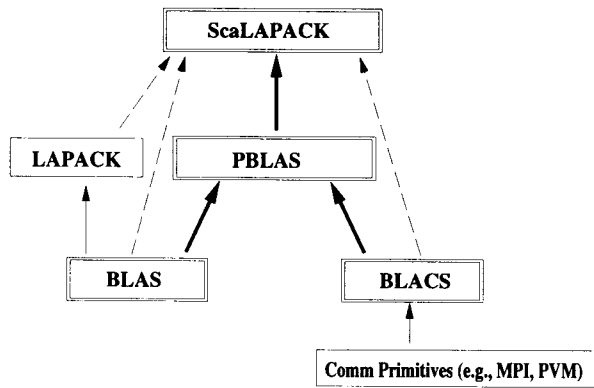 ScaLAPACK
LAPACK
PBLAS
BLAS
BLACS
Comm Primitives (e.g., MPI, PVM)